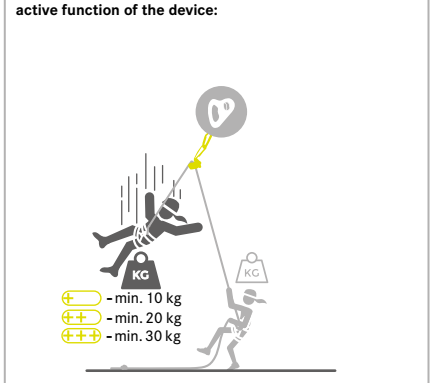 active function of the device:
KG
KG
+ - min. 10 kg
++ - min. 20 kg
+++ - min. 30 kg